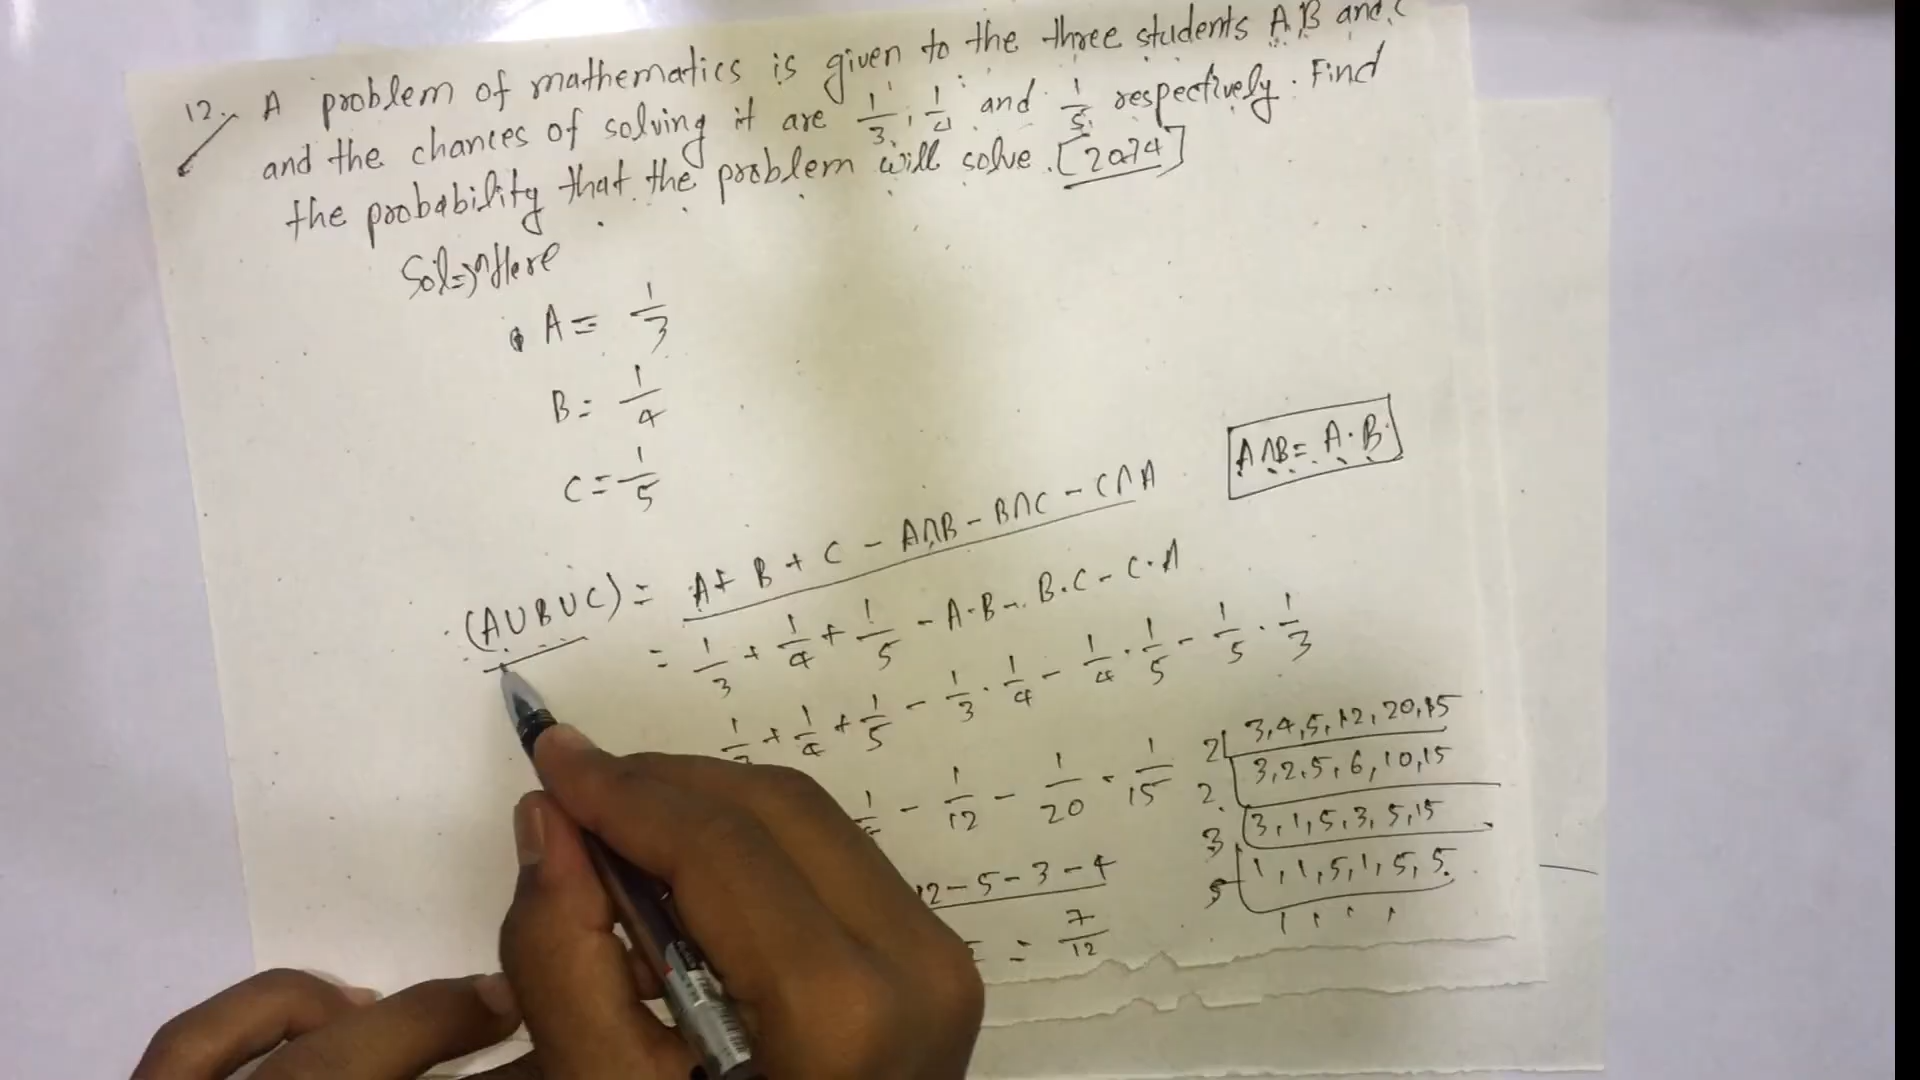 12. A problem of mathematics is given to the three students A, B and C
and the chances of solving it are 1/3, 1/4 and 1/5 respectively. Find
the probability that the problem will solve. [2074]
Sol=>n Here
A = 1/3
B = 1/4
C = 1/5
A∩B = A·B
(A∪B∪C) = A + B + C - A∩B - B∩C - C∩A
= 1/3 + 1/4 + 1/5 - A·B - B·C - C·A
+ 1/4 + 1/5 - 1/3 · 1/4 - 1/4 · 1/5 - 1/5 · 1/3
- 1/12 - 1/20 - 1/15
12 - 5 - 3 - 4
= 7/12
2 3, 4, 5, 12, 20, 15
2. 3, 2, 5, 6, 10, 15
3 3, 1, 5, 3, 5, 15
5 1, 1, 5, 1, 5, 5.